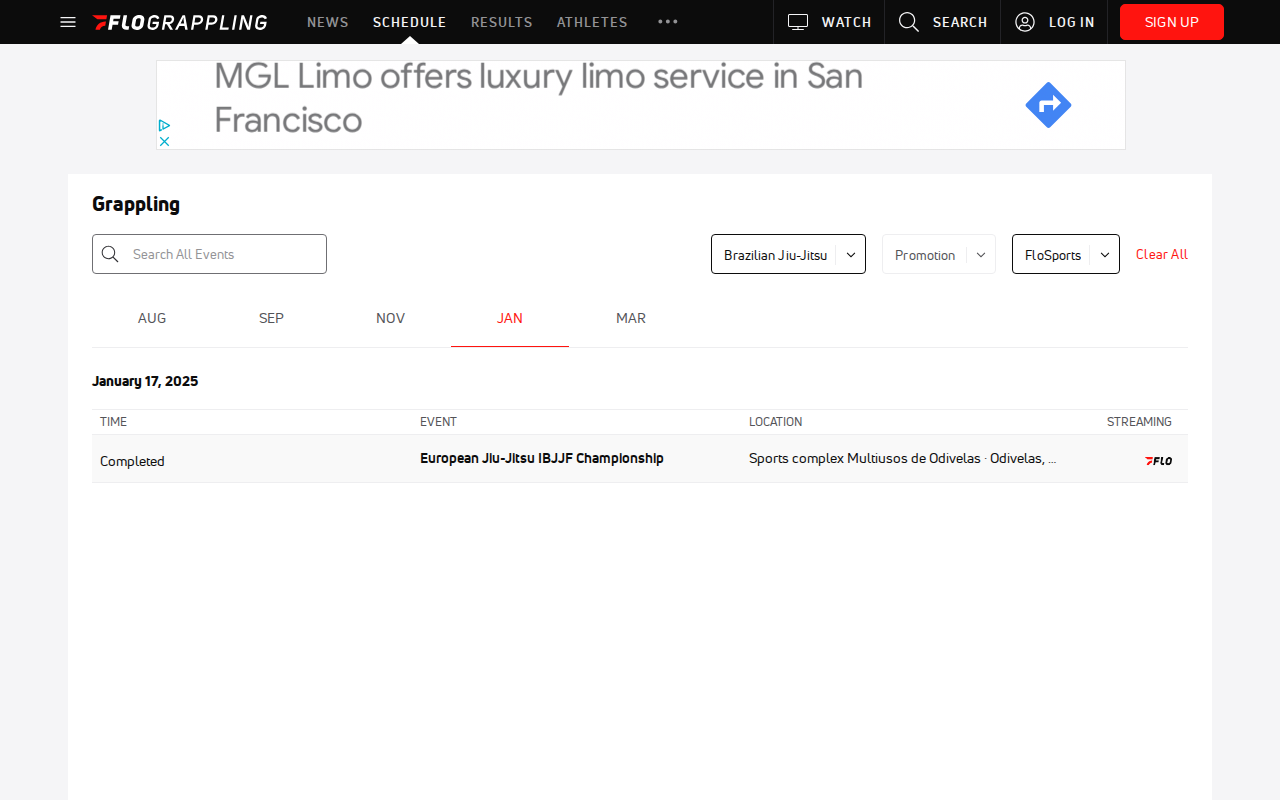 FLOGRAPPLING NEWS SCHEDULE RESULTS ATHLETES WATCH SEARCH LOG IN SIGN UP
MGL Limo offers luxury limo service in San
Francisco
Grappling
Search All Events Brazilian Jiu-Jitsu Promotion FloSports Clear All
AUG SEP NOV JAN MAR
January 17, 2025
TIME EVENT LOCATION STREAMING
Completed European Jiu-Jitsu IBJJF Championship Sports complex Multiusos de Odivelas · Odivelas, ... FLO